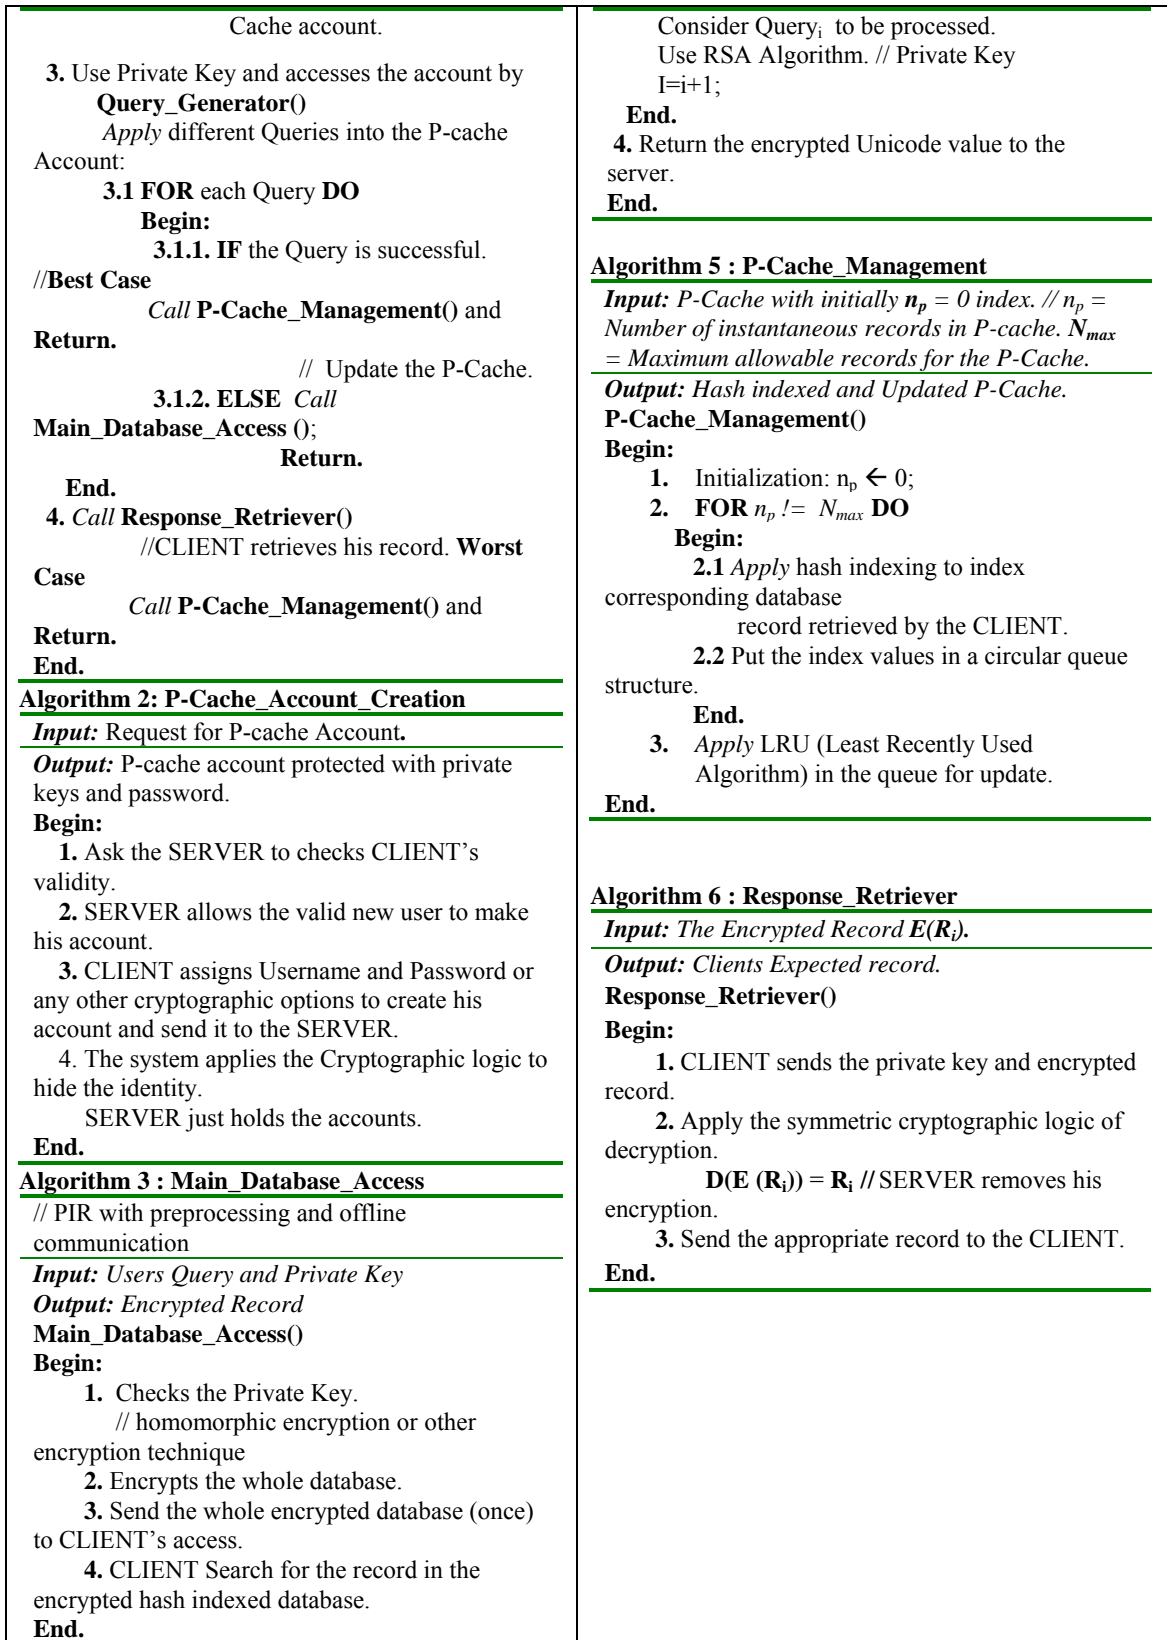 Cache account.
3. Use Private Key and accesses the account by
Query_Generator()
Apply different Queries into the P-cache
Account:
3.1 FOR each Query DO
Begin:
3.1.1. IF the Query is successful.
//Best Case
Call P-Cache_Management() and
Return.
// Update the P-Cache.
3.1.2. ELSE Call
Main_Database_Access ();
Return.
End.
4. Call Response_Retriever()
//CLIENT retrieves his record. Worst
Case
Call P-Cache_Management() and
Return.
End.
Algorithm 2: P-Cache_Account_Creation
Input: Request for P-cache Account.
Output: P-cache account protected with private
keys and password.
Begin:
1. Ask the SERVER to checks CLIENT’s
validity.
2. SERVER allows the valid new user to make
his account.
3. CLIENT assigns Username and Password or
any other cryptographic options to create his
account and send it to the SERVER.
4. The system applies the Cryptographic logic to
hide the identity.
SERVER just holds the accounts.
End.
Algorithm 3 : Main_Database_Access
// PIR with preprocessing and offline
communication
Input: Users Query and Private Key
Output: Encrypted Record
Main_Database_Access()
Begin:
1. Checks the Private Key.
// homomorphic encryption or other
encryption technique
2. Encrypts the whole database.
3. Send the whole encrypted database (once)
to CLIENT’s access.
4. CLIENT Search for the record in the
encrypted hash indexed database.
End.
Consider Queryi to be processed.
Use RSA Algorithm. // Private Key
I=i+1;
End.
4. Return the encrypted Unicode value to the
server.
End.
Algorithm 5 : P-Cache_Management
Input: P-Cache with initially np = 0 index. // np =
Number of instantaneous records in P-cache. Nmax
= Maximum allowable records for the P-Cache.
Output: Hash indexed and Updated P-Cache.
P-Cache_Management()
Begin:
1. Initialization: np ← 0;
2. FOR np != Nmax DO
Begin:
2.1 Apply hash indexing to index
corresponding database
record retrieved by the CLIENT.
2.2 Put the index values in a circular queue
structure.
End.
3. Apply LRU (Least Recently Used
Algorithm) in the queue for update.
End.
Algorithm 6 : Response_Retriever
Input: The Encrypted Record E(Ri).
Output: Clients Expected record.
Response_Retriever()
Begin:
1. CLIENT sends the private key and encrypted
record.
2. Apply the symmetric cryptographic logic of
decryption.
D(E (Ri)) = Ri // SERVER removes his
encryption.
3. Send the appropriate record to the CLIENT.
End.